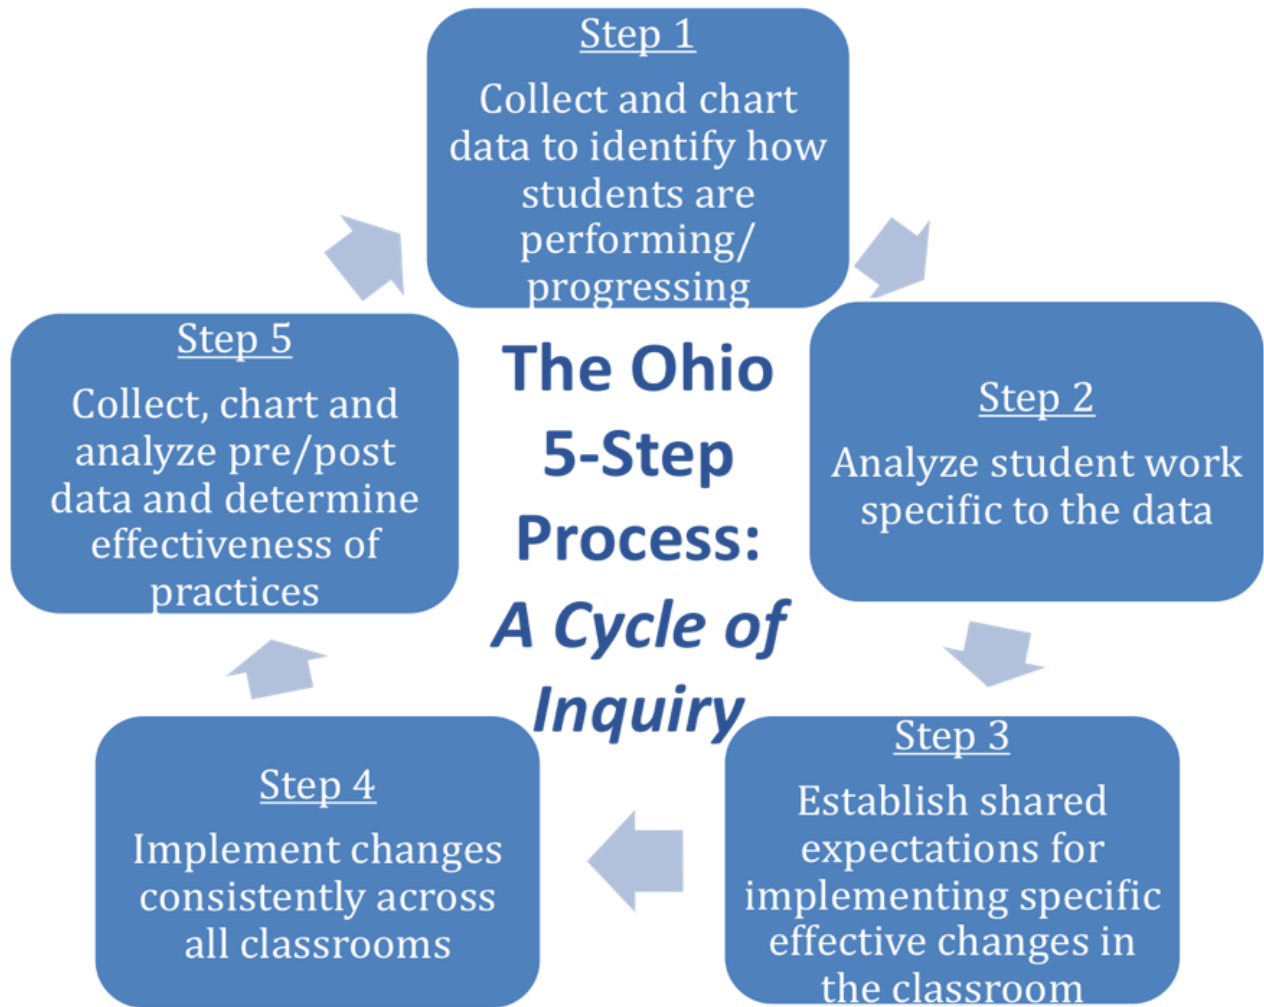 Step 1
Collect and chart
data to identify how
students are
performing/
progressing
The Ohio
5-Step
Process:
A Cycle of
Inquiry
Step 2
Analyze student work
specific to the data
Step 3
Establish shared
expectations for
implementing specific
effective changes in
the classroom
Step 4
Implement changes
consistently across
all classrooms
Step 5
Collect, chart and
analyze pre/post
data and determine
effectiveness of
practices